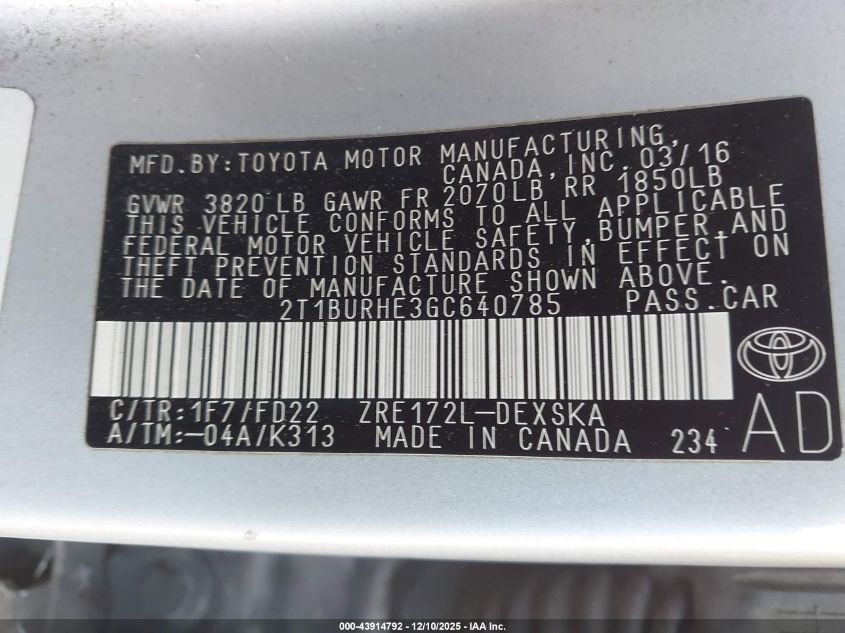 MFD.BY:TOYOTA MOTOR MANUFACTURING,
CANADA,INC. 03/16
GVWR 3820 LB GAWR FR 2070LB RR 1850LB
THIS VEHICLE CONFORMS TO ALL APPLICABLE
FEDERAL MOTOR VEHICLE SAFETY,BUMPER,AND
THEFT PREVENTION STANDARDS IN EFFECT ON
THE DATE OF MANUFACTURE SHOWN ABOVE.
2T1BURHE3GC640785 PASS.CAR
C/TR:1F7/FD22 ZRE172L-DEXSKA
A/TM:-04A/K313 MADE IN CANADA 234
AD
000-43914792 - 12/10/2025 - IAA Inc.